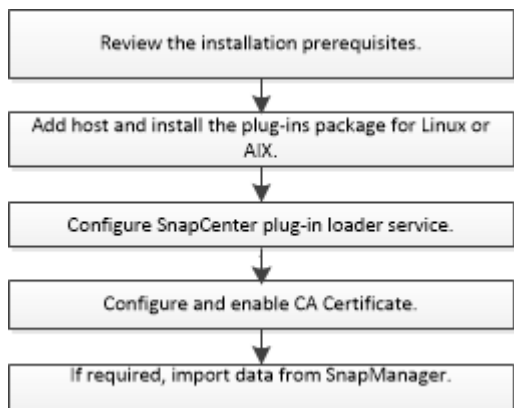 Review the installation prerequisites.
Add host and install the plug-ins package for Linux or
AIX.
Configure SnapCenter plug-in loader service.
Configure and enable CA Certificate.
If required, import data from SnapManager.